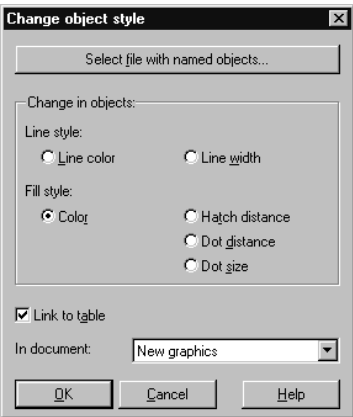 Change object style
Select file with named objects...
Change in objects:
Line style:
Line color
Line width
Fill style:
Color
Hatch distance
Dot distance
Dot size
Link to table
In document:
New graphics
OK
Cancel
Help